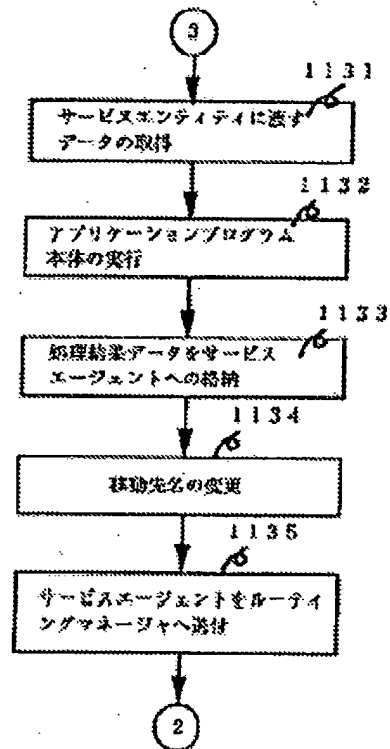 3
1131
サービスエンティティに渡す
データの取得
1132
アプリケーションプログラム
本体の実行
1133
処理結果データをサービス
エージェントへの格納
1134
移動先名の変更
1135
サービスエージェントをルーティ
ングマネージャへ送付
2